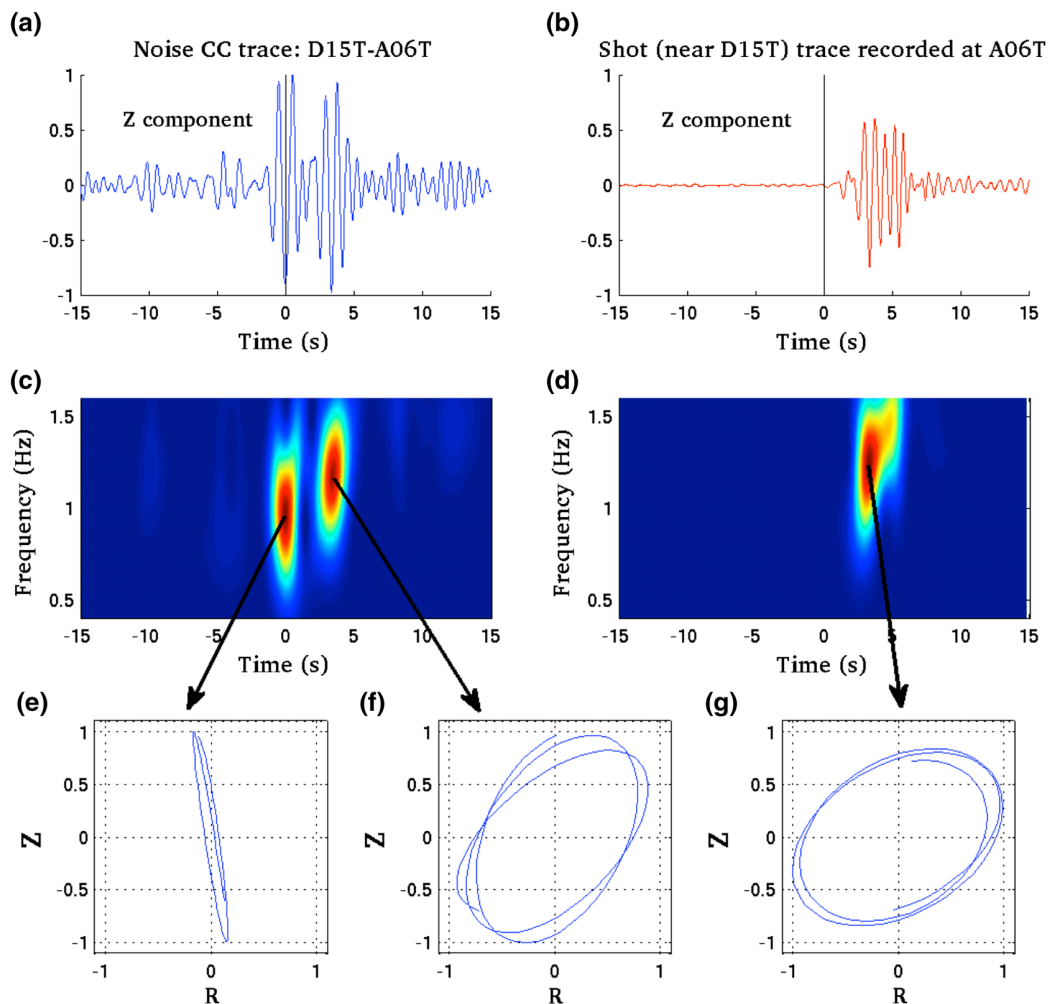 (a)
Noise CC trace: D15T-A06T
1
0.5
0
-0.5
-1
Z component
-15 -10 -5 0 5 10 15
Time (s)
(b)
Shot (near D15T) trace recorded at A06T
1
0.5
0
-0.5
-1
Z component
-15 -10 -5 0 5 10 15
Time (s)
(c)
Frequency (Hz)
1.5
1
0.5
-15 -10 -5 0 5 10 15
Time (s)
(d)
Frequency (Hz)
1.5
1
0.5
-15 -10 -5 0 5 10 15
Time (s)
(e)
Z
1
0.5
0
-0.5
-1
-1 0 1
R
(f)
Z
1
0.5
0
-0.5
-1
-1 0 1
R
(g)
Z
1
0.5
0
-0.5
-1
-1 0 1
R